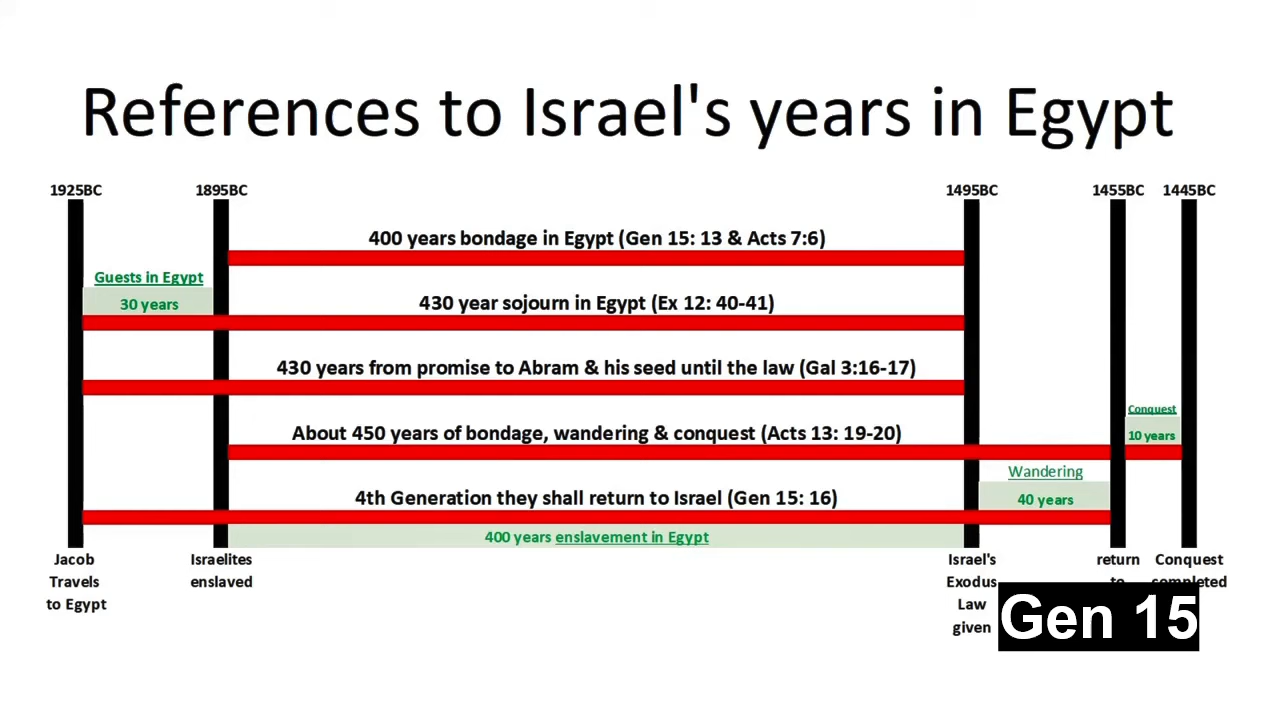 References to Israel's years in Egypt
1925BC
1895BC
1495BC
1455BC
1445BC
400 years bondage in Egypt (Gen 15: 13 & Acts 7:6)
Guests in Egypt
30 years
430 year sojourn in Egypt (Ex 12: 40-41)
430 years from promise to Abram & his seed until the law (Gal 3:16-17)
Conquest
10 years
About 450 years of bondage, wandering & conquest (Acts 13: 19-20)
Wandering
40 years
4th Generation they shall return to Israel (Gen 15: 16)
400 years enslavement in Egypt
Jacob
Travels
to Egypt
Israelites
enslaved
Israel's
Exodus
Law
given
return
to
Conquest
completed
Gen 15